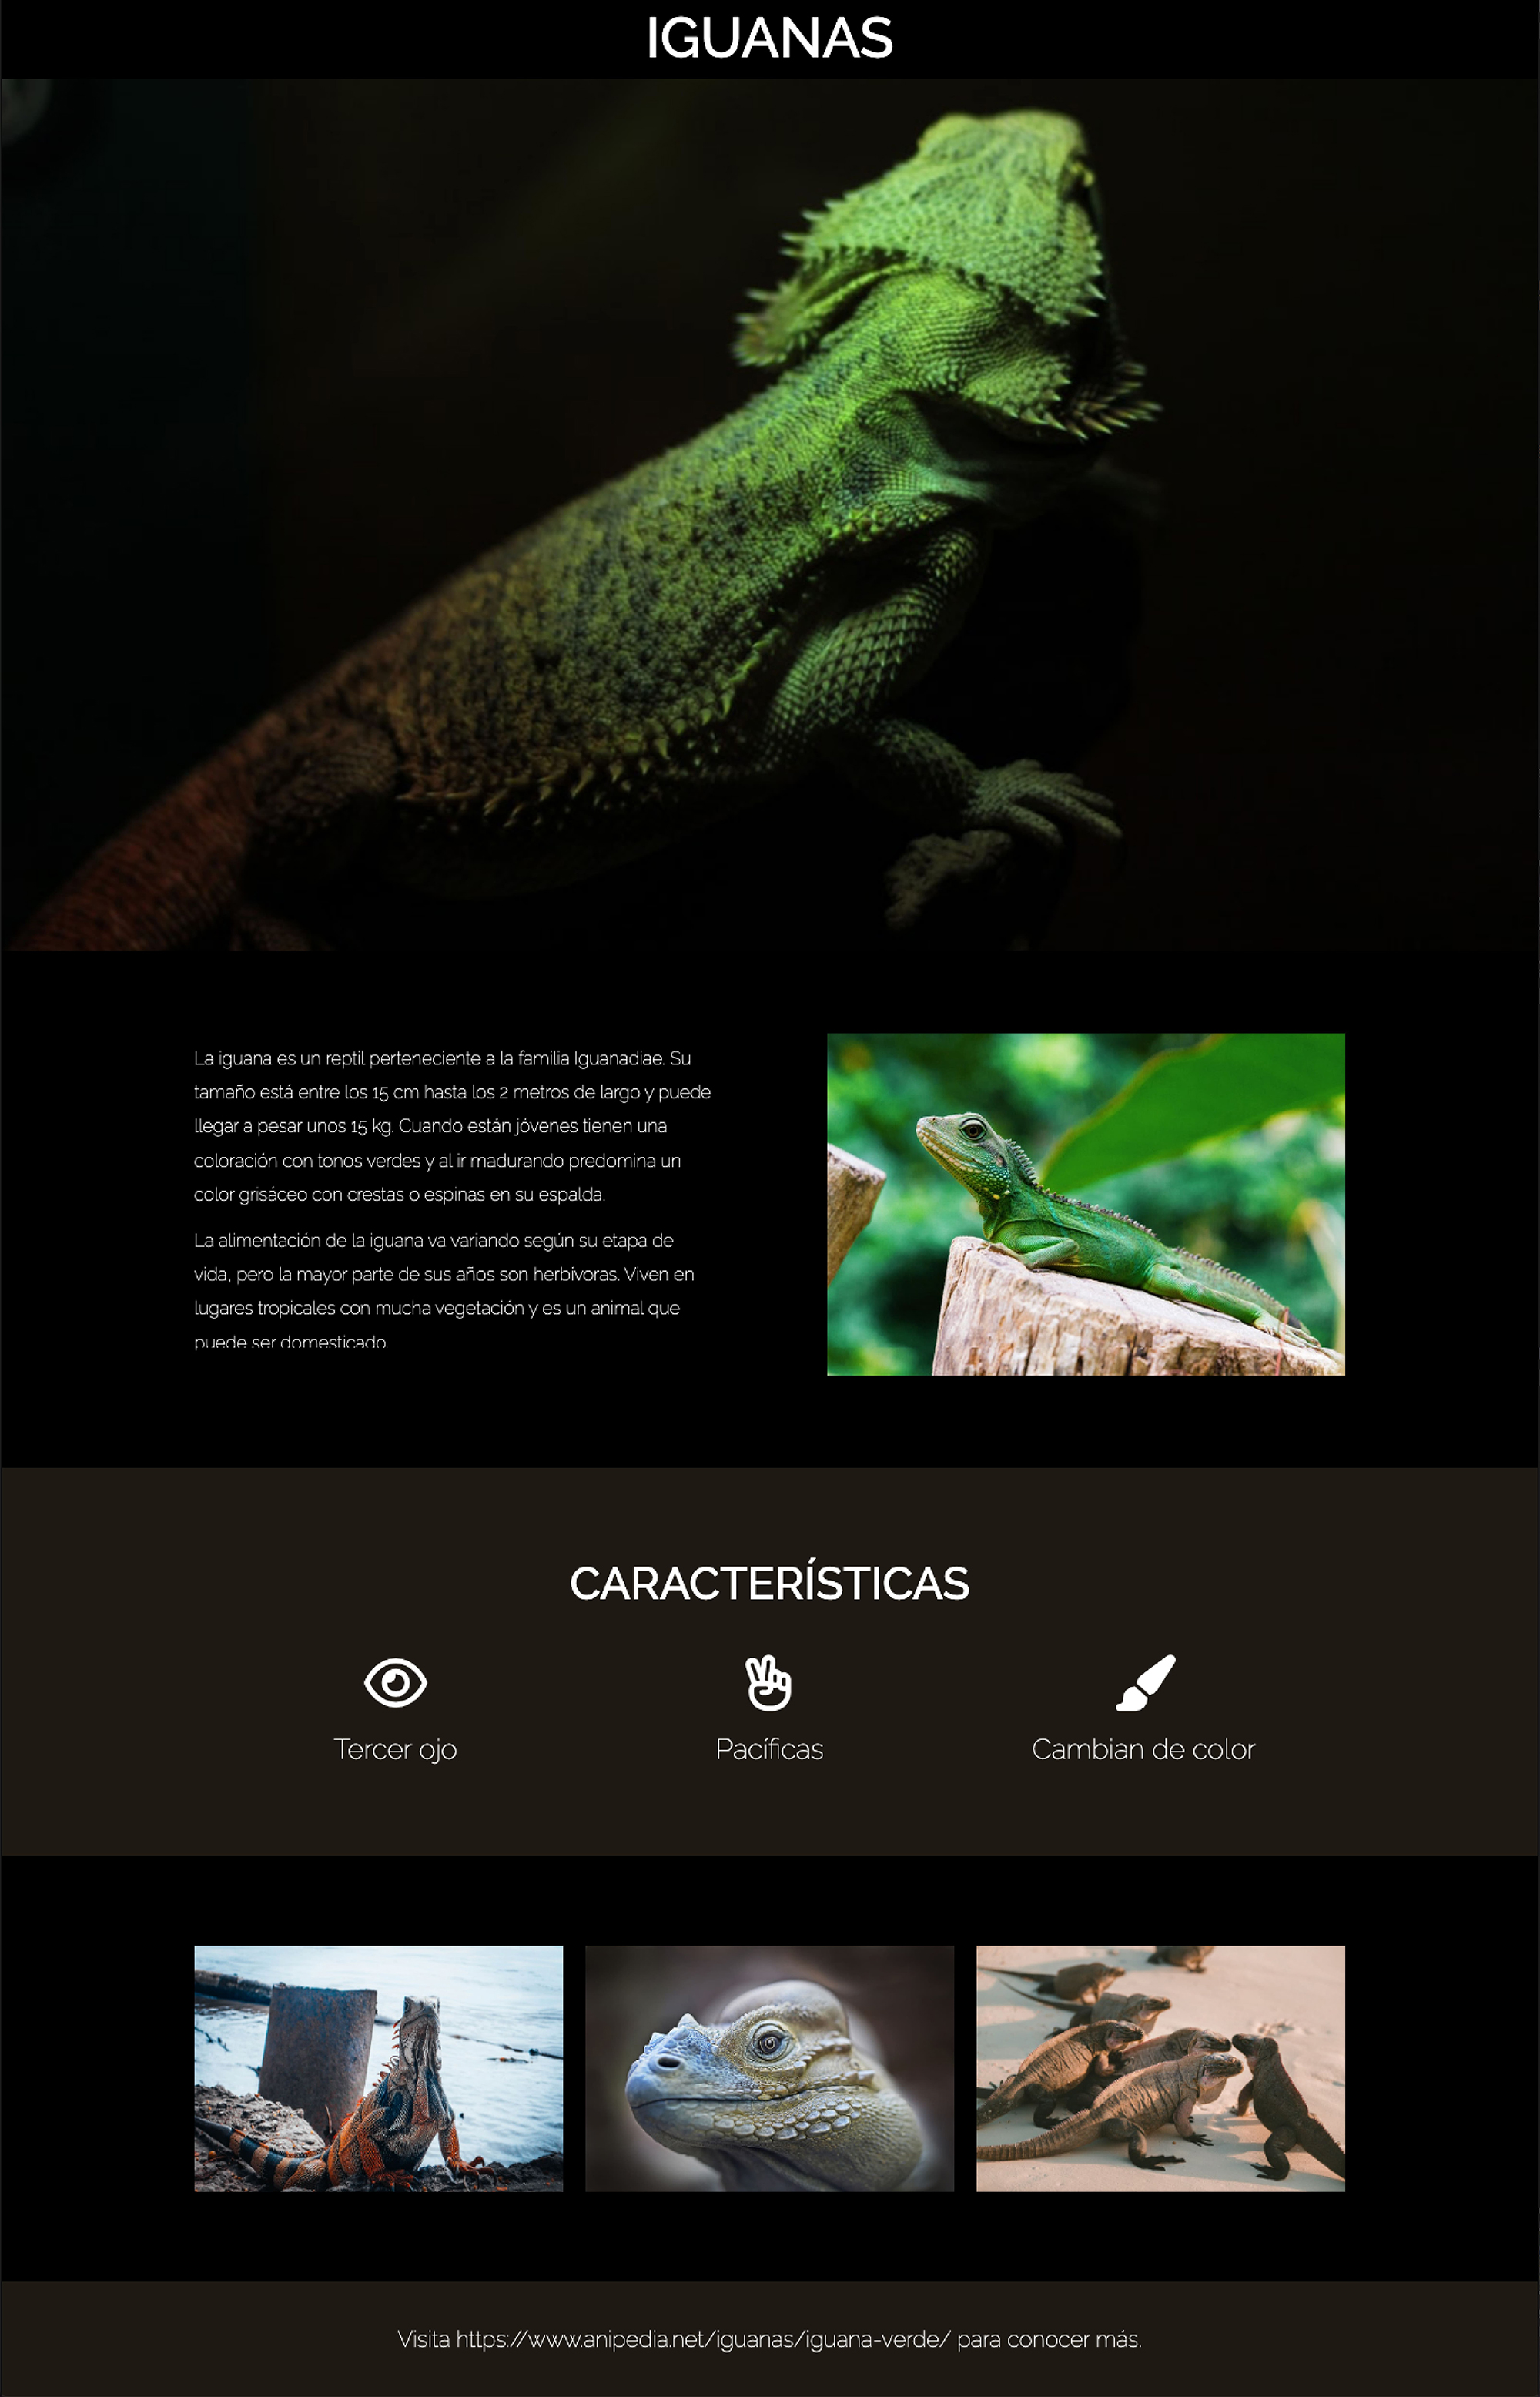 IGUANAS
La iguana es un reptil perteneciente a la familia Iguanadiae. Su
tamaño está entre los 15 cm hasta los 2 metros de largo y puede
llegar a pesar unos 15 kg. Cuando están jóvenes tienen una
coloración con tonos verdes y al ir madurando predomina un
color grisáceo con crestas o espinas en su espalda.
La alimentación de la iguana va variando según su etapa de
vida, pero la mayor parte de sus años son herbívoras. Viven en
lugares tropicales con mucha vegetación y es un animal que
puede ser domesticado
CARACTERÍSTICAS
Tercer ojo
Pacíficas
Cambian de color
Visita https://www.anipedia.net/iguanas/iguana-verde/ para conocer más.